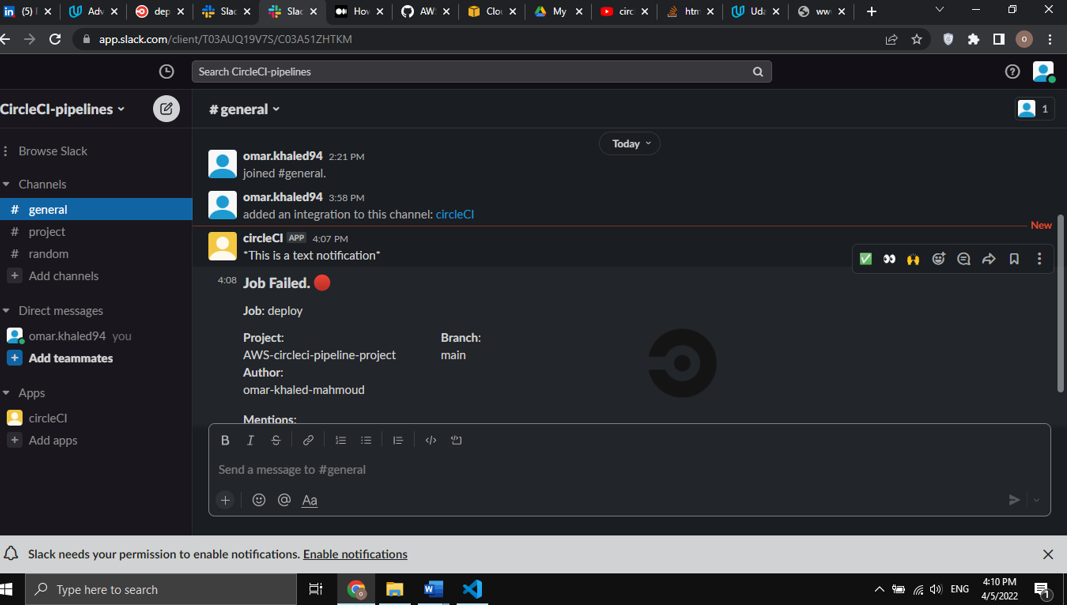 (5)
Adv
dep
Slac
Slac
How
AWS
Clou
My
circ
htm
Uda
ww
app.slack.com/client/T03AUQ19V7S/C03A51ZHTKM
Search CircleCI-pipelines
CircleCI-pipelines
# general
1
Browse Slack
Channels
# general
# project
# random
+ Add channels
Direct messages
omar.khaled94 you
+ Add teammates
Apps
circleCI
+ Add apps
Today
omar.khaled94 2:21 PM
joined #general.
omar.khaled94 3:58 PM
added an integration to this channel: circleCI
New
circleCI APP 4:07 PM
*This is a text notification*
4:08 Job Failed.
Job: deploy
Project:
AWS-circleci-pipeline-project
Branch:
main
Author:
omar-khaled-mahmoud
Mentions:
Send a message to #general
Aa
Slack needs your permission to enable notifications. Enable notifications
Type here to search
ENG
4:10 PM
4/5/2022
1